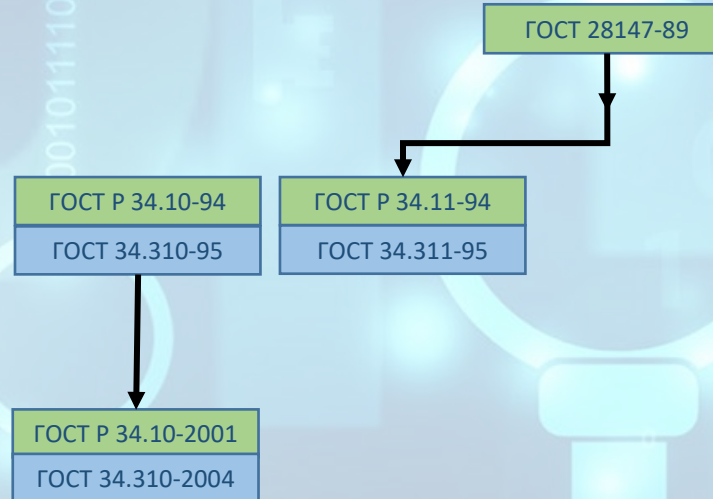 ГОСТ 28147-89
ГОСТ Р 34.10-94
ГОСТ 34.310-95
ГОСТ Р 34.11-94
ГОСТ 34.311-95
ГОСТ Р 34.10-2001
ГОСТ 34.310-2004
001011110